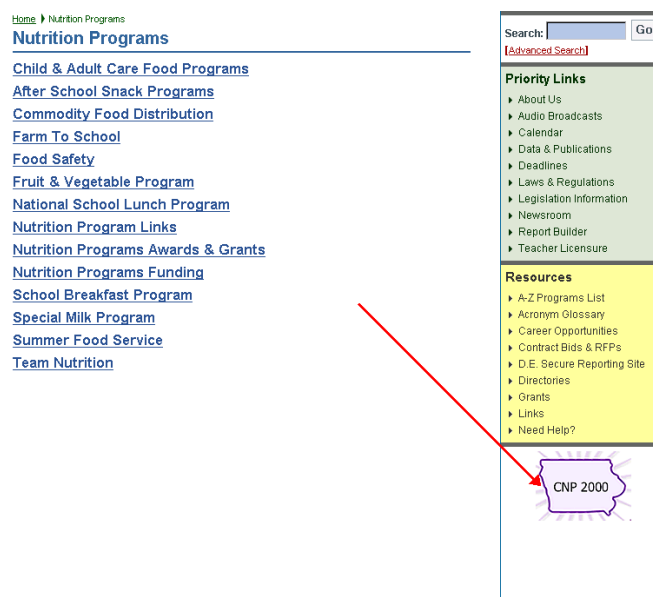 Home Nutrition Programs
Nutrition Programs
Child & Adult Care Food Programs
After School Snack Programs
Commodity Food Distribution
Farm To School
Food Safety
Fruit & Vegetable Program
National School Lunch Program
Nutrition Program Links
Nutrition Programs Awards & Grants
Nutrition Programs Funding
School Breakfast Program
Special Milk Program
Summer Food Service
Team Nutrition
Search: Go
[Advanced Search]
Priority Links
About Us
Audio Broadcasts
Calendar
Data & Publications
Deadlines
Laws & Regulations
Legislation Information
Newsroom
Report Builder
Teacher Licensure
Resources
A-Z Programs List
Acronym Glossary
Career Opportunities
Contract Bids & RFPs
D.E. Secure Reporting Site
Directories
Grants
Links
Need Help?
CNP 2000